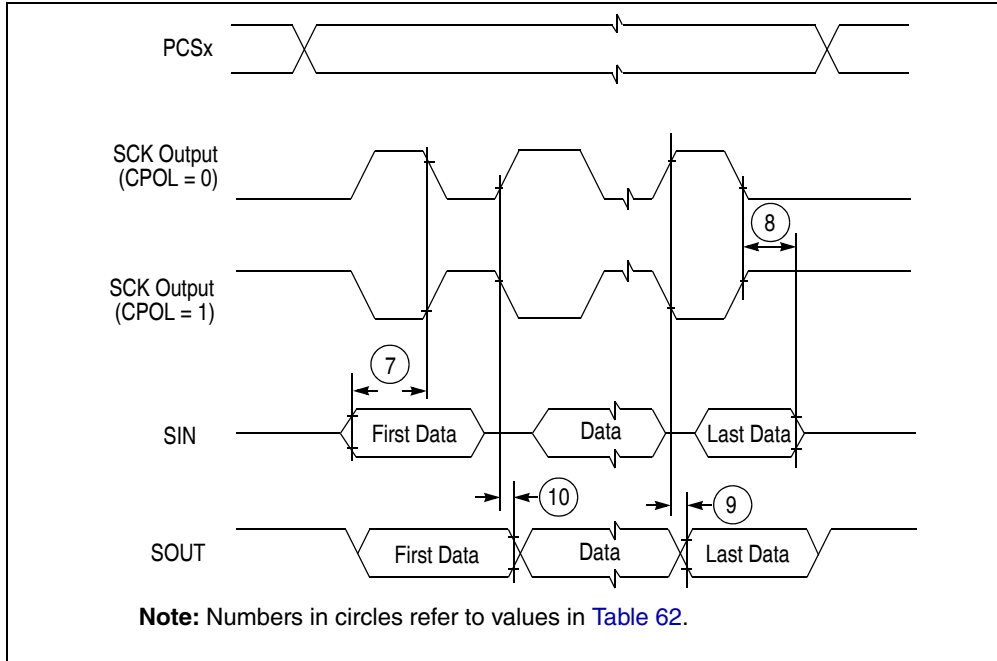 PCSx
SCK Output
(CPOL = 0)
8
SCK Output
(CPOL = 1)
7
SIN
First Data
Data
Last Data
10
9
SOUT
First Data
Data
Last Data
Note: Numbers in circles refer to values in Table 62.